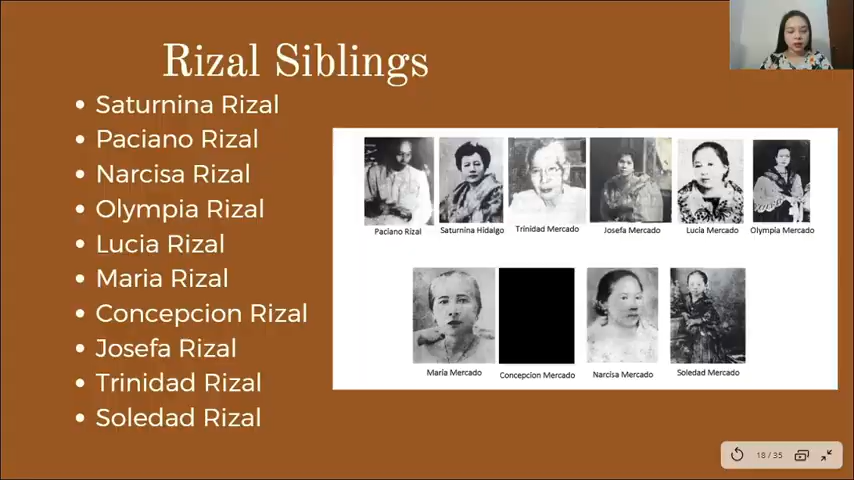 Rizal Siblings
• Saturnina Rizal
• Paciano Rizal
• Narcisa Rizal
• Olympia Rizal
• Lucia Rizal
• Maria Rizal
• Concepcion Rizal
• Josefa Rizal
• Trinidad Rizal
• Soledad Rizal
Paciano Rizal Saturnina Hidalgo Trinidad Mercado Josefa Mercado Lucia Mercado Olympia Mercado
Maria Mercado Concepcion Mercado Narcisa Mercado Soledad Mercado
18 / 35